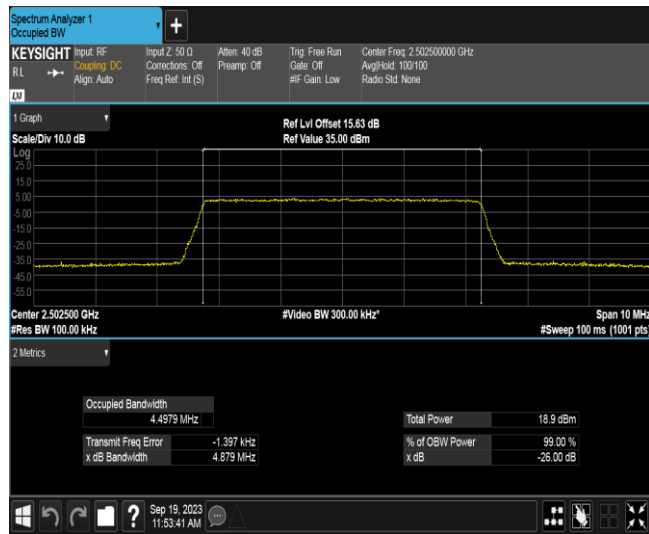 Spectrum Analyzer 1
Occupied BW
+
KEYSIGHT
RL
LXI
Input: RF
Coupling: DC
Align: Auto
Input Z: 50 Ω
Corrections: Off
Freq Ref: Int (S)
Atten: 40 dB
Preamp: Off
Trig: Free Run
Gate: Off
#IF Gain: Low
Center Freq: 2.502500000 GHz
Avg|Hold: 100/100
Radio Std: None
1 Graph
Scale/Div 10.0 dB
Ref Lvl Offset 15.63 dB
Ref Value 35.00 dBm
Log
25.0
15.0
5.00
-5.00
-15.0
-25.0
-35.0
-45.0
-55.0
Center 2.502500 GHz
#Res BW 100.00 kHz
#Video BW 300.00 kHz*
Span 10 MHz
#Sweep 100 ms (1001 pts)
2 Metrics
Occupied Bandwidth
4.4979 MHz
Transmit Freq Error -1.397 kHz
x dB Bandwidth 4.879 MHz
Total Power 18.9 dBm
% of OBW Power 99.00 %
x dB -26.00 dB
?
Sep 19, 2023
11:53:41 AM